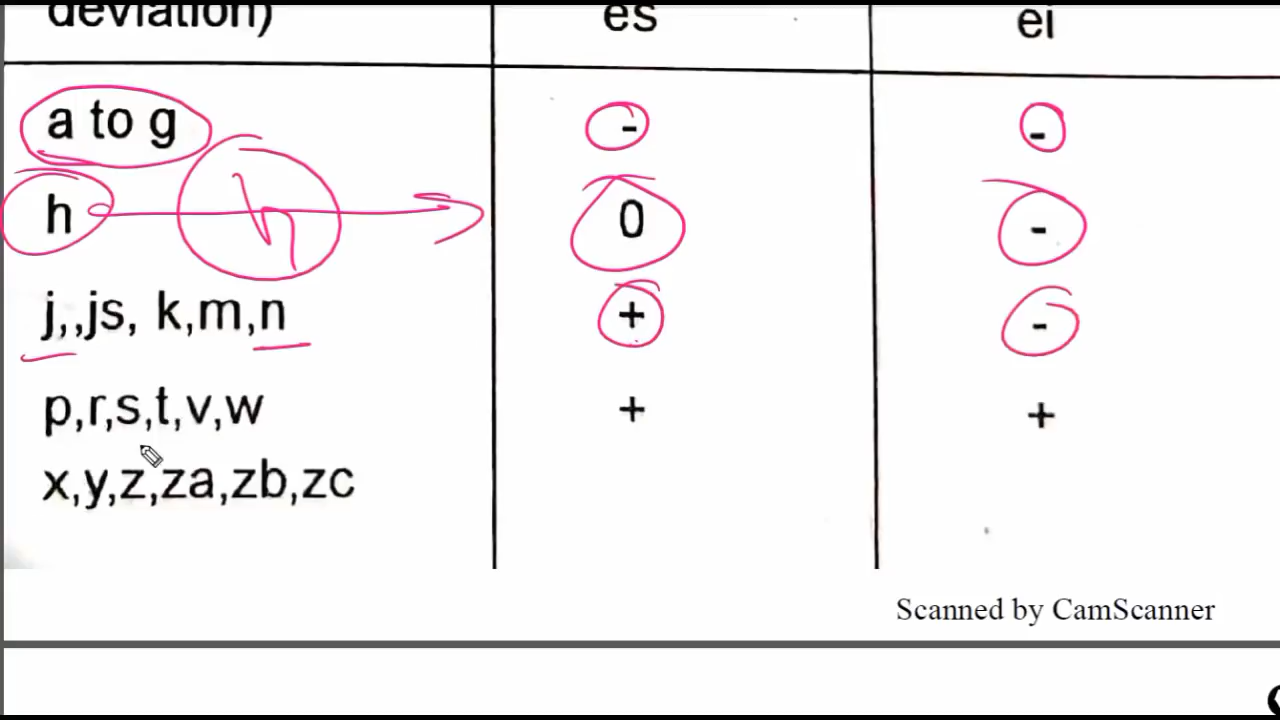 deviation) es ei
a to g - -
h h 0 -
j,,js, k,m,n + -
p,r,s,t,v,w + +
x,y,z,za,zb,zc
Scanned by CamScanner